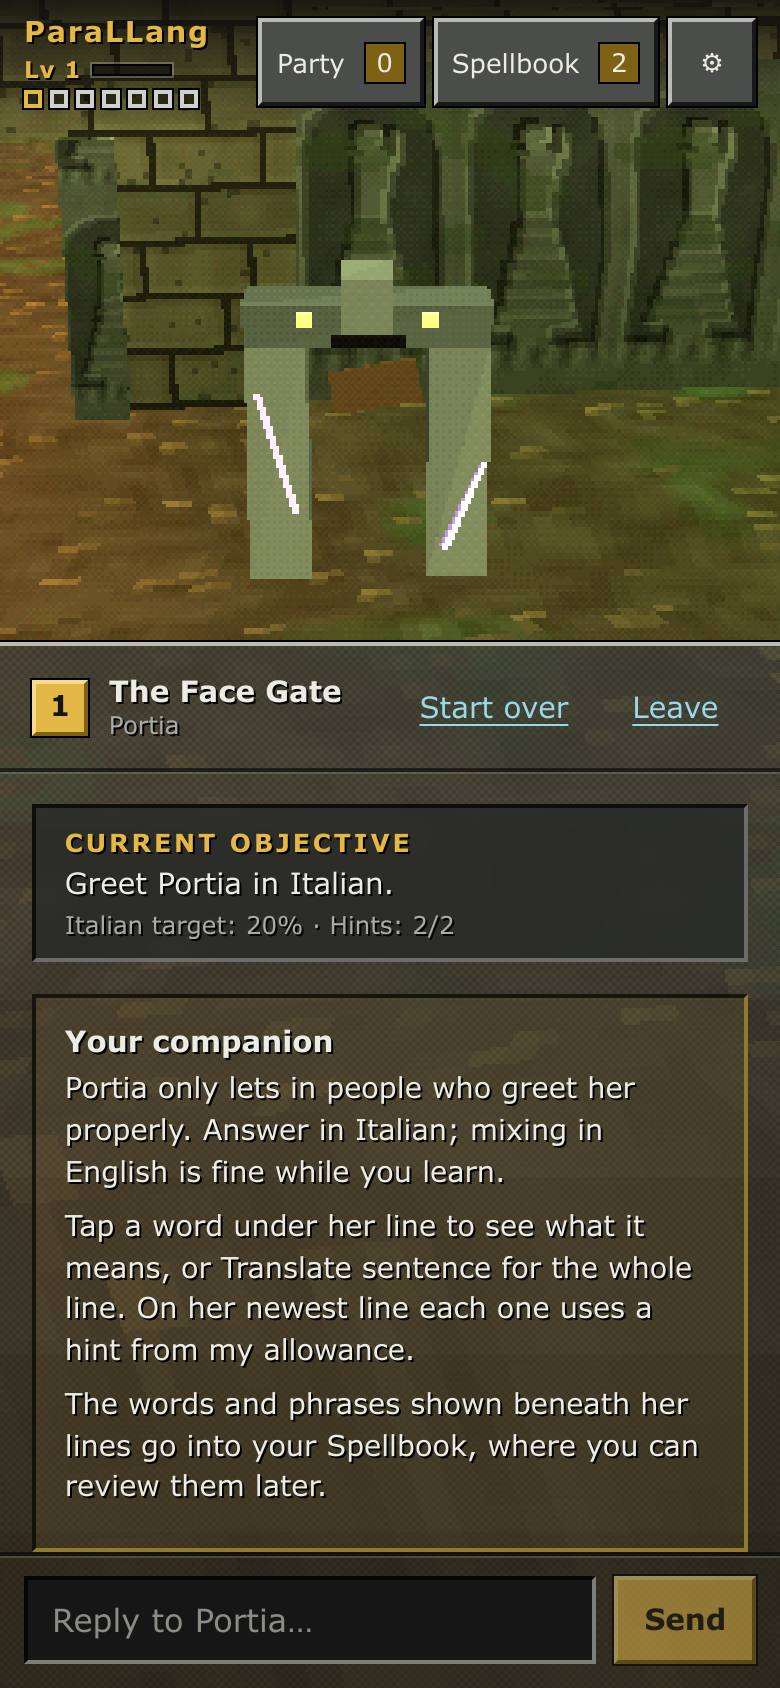 ParaLLang
Lv 1
Party 0
Spellbook 2
⚙
1
The Face Gate
Portia
Start over
Leave
CURRENT OBJECTIVE
Greet Portia in Italian.
Italian target: 20% · Hints: 2/2
Your companion
Portia only lets in people who greet her
properly. Answer in Italian; mixing in
English is fine while you learn.
Tap a word under her line to see what it
means, or Translate sentence for the whole
line. On her newest line each one uses a
hint from my allowance.
The words and phrases shown beneath her
lines go into your Spellbook, where you can
review them later.
Reply to Portia…
Send